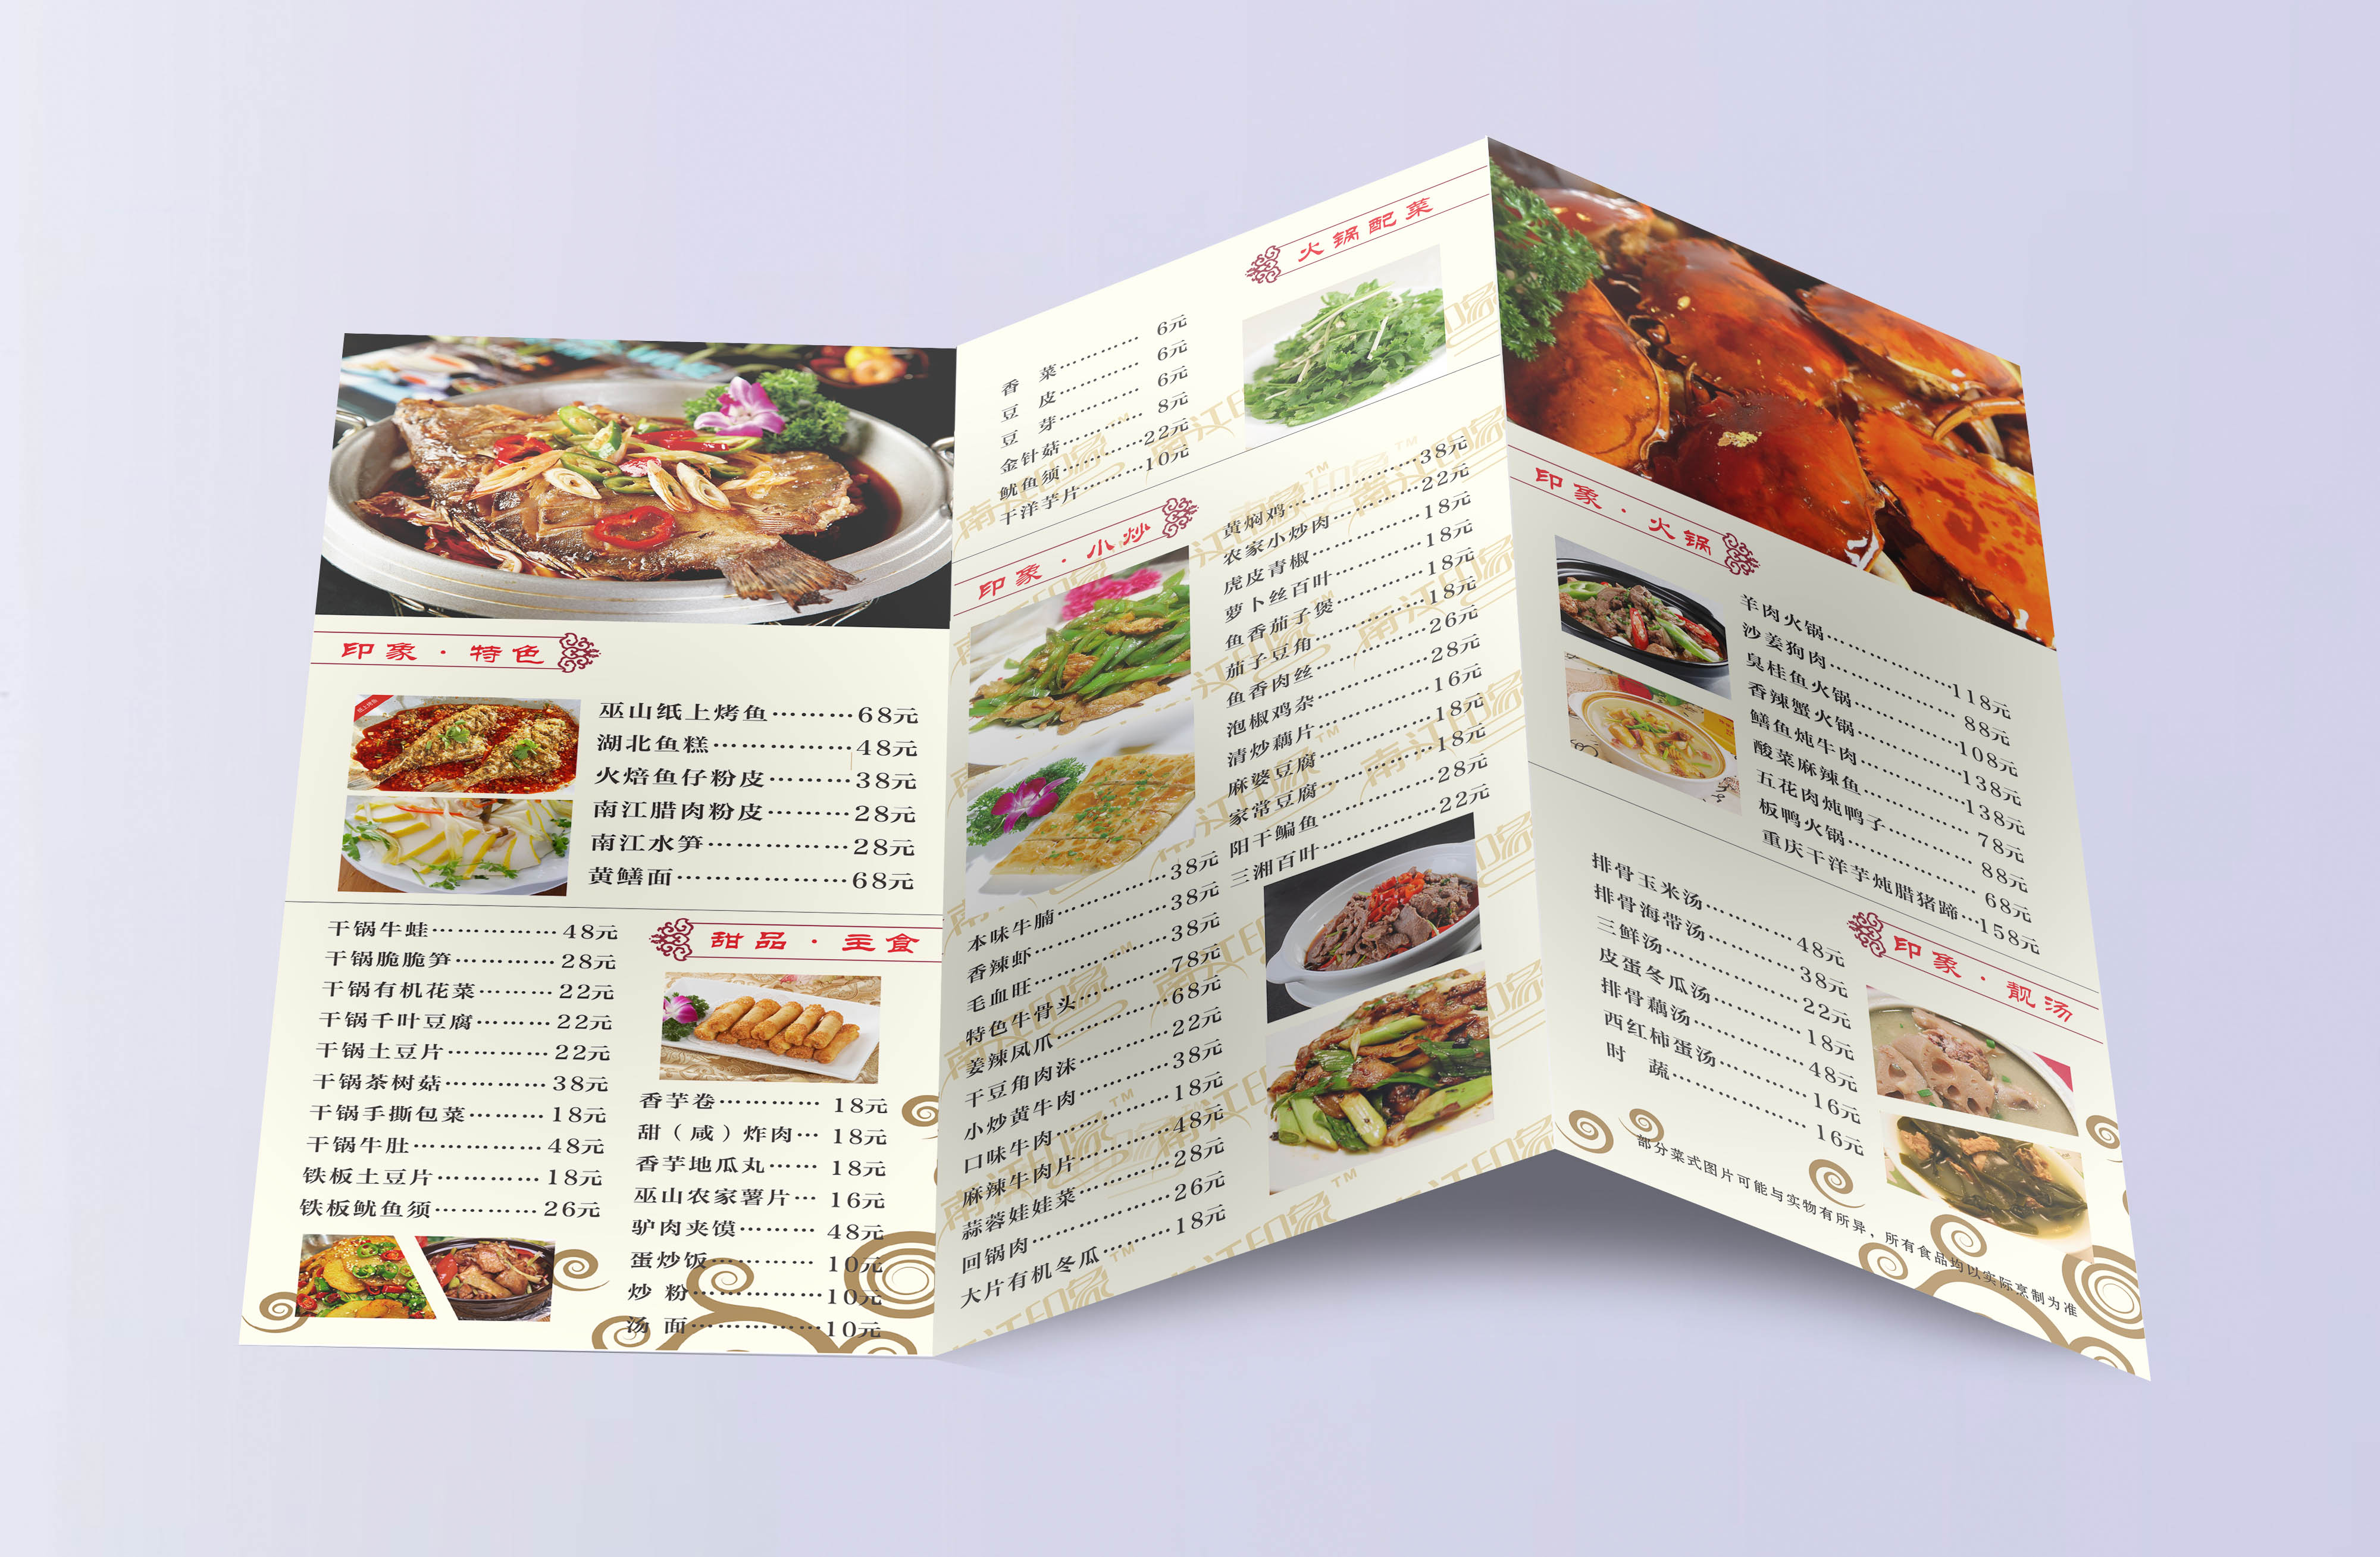 印象·特色
巫山纸上烤鱼………68元
湖北鱼糕……………48元
火焙鱼仔粉皮………38元
南江腊肉粉皮………28元
南江水笋……………28元
黄鳝面………………68元
干锅牛蛙……………48元
干锅脆脆笋…………28元
干锅有机花菜………22元
干锅千叶豆腐………22元
干锅土豆片…………22元
干锅茶树菇…………38元
干锅手撕包菜………18元
干锅牛肚……………48元
铁板土豆片…………18元
铁板鱿鱼须…………26元
甜品·主食
香芋卷…………18元
甜（咸）炸肉…18元
香芋地瓜丸……18元
巫山农家薯片…16元
驴肉夹馍………48元
蛋炒饭…………10元
炒 粉……………10元
汤 面……………10元
火锅配菜
香 菜…………6元
豆 皮…………6元
豆 芽…………6元
金针菇…………8元
鱿鱼须…………22元
干洋芋片………10元
印象·小炒
本味牛腩…………38元
香辣虾……………38元
毛血旺……………38元
特色牛骨头………78元
姜辣凤爪…………68元
干豆角肉沫………22元
小炒黄牛肉………38元
口味牛肉…………18元
麻辣牛肉片………48元
蒜蓉娃娃菜………28元
回锅肉……………26元
大片有机冬瓜……18元
黄焖鸡……………38元
农家小炒肉………22元
虎皮青椒…………18元
萝卜丝百叶………18元
鱼香茄子煲………18元
茄子豆角…………18元
鱼香肉丝…………26元
泡椒鸡杂…………28元
清炒藕片…………16元
麻婆豆腐…………18元
家常豆腐…………18元
阳干鳊鱼…………28元
三湘百叶…………22元
南江印象™
印象·火锅
羊肉火锅…………118元
沙姜狗肉…………88元
臭桂鱼火锅………108元
香辣蟹火锅………138元
鳝鱼炖牛肉………138元
酸菜麻辣鱼………78元
五花肉炖鸭子……88元
板鸭火锅…………68元
重庆干洋芋炖腊猪蹄…158元
印象·靓汤
排骨玉米汤………48元
排骨海带汤………38元
三鲜汤……………22元
皮蛋冬瓜汤………18元
排骨藕汤…………48元
西红柿蛋汤………16元
时 蔬……………16元
部分菜式图片可能与实物有所异，所有食品均以实际烹制为准